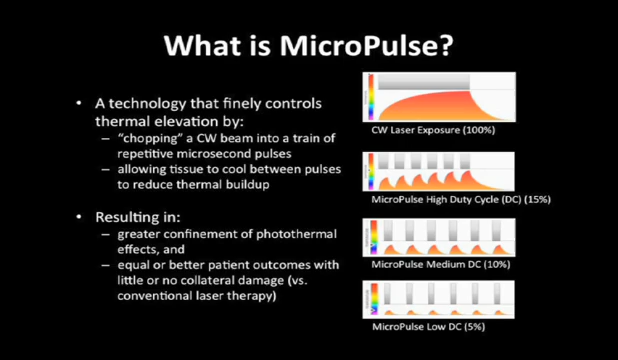 What is MicroPulse?
• A technology that finely controls
thermal elevation by:
– “chopping” a CW beam into a train of
repetitive microsecond pulses
– allowing tissue to cool between pulses
to reduce thermal buildup
• Resulting in:
– greater confinement of photothermal
effects, and
– equal or better patient outcomes with
little or no collateral damage (vs.
conventional laser therapy)
CW Laser Exposure (100%)
MicroPulse High Duty Cycle (DC) (15%)
MicroPulse Medium DC (10%)
MicroPulse Low DC (5%)